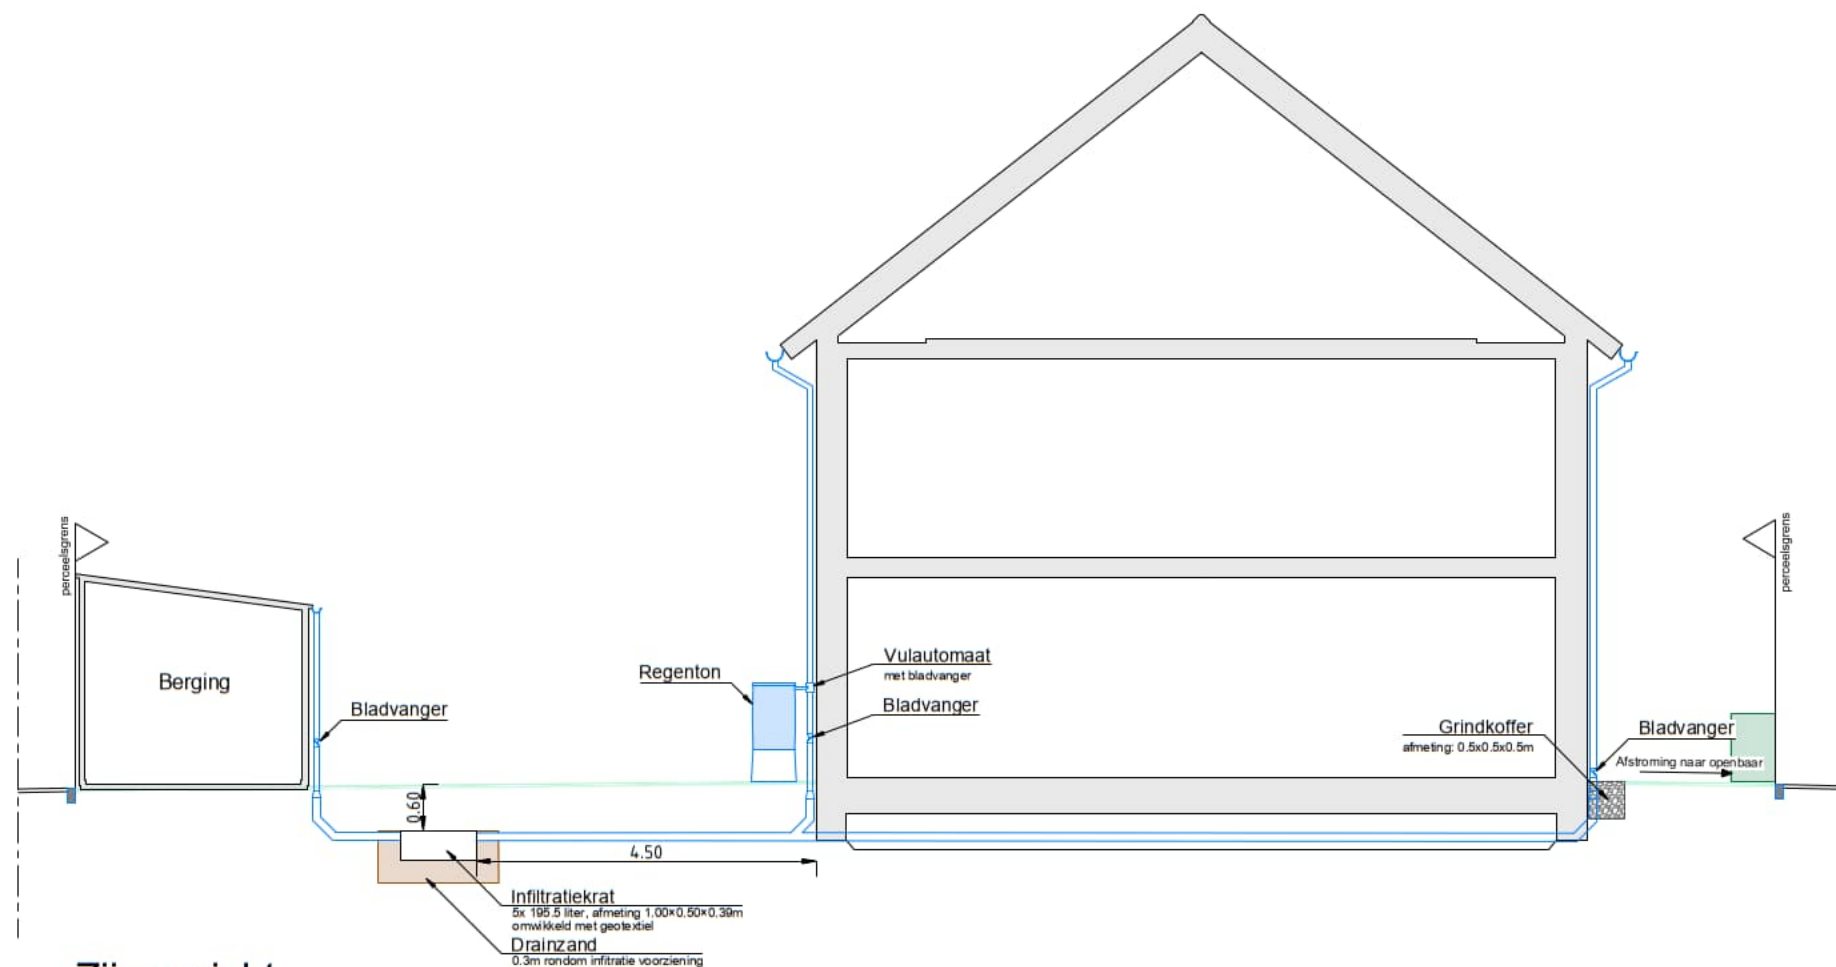 perceelsgrens
perceelsgrens
Berging
Bladvanger
Regenton
Vulautomaat
met bladvanger
Bladvanger
Grindkoffer
afmeting: 0.5x0.5x0.5m
Bladvanger
Afstroming naar openbaar
0.60
4.50
Infiltratiekrat
5x 195.5 liter, afmeting 1.00x0.50x0.39m
omwikkeld met geotextiel
Drainzand
0.3m rondom infitratie voorziening